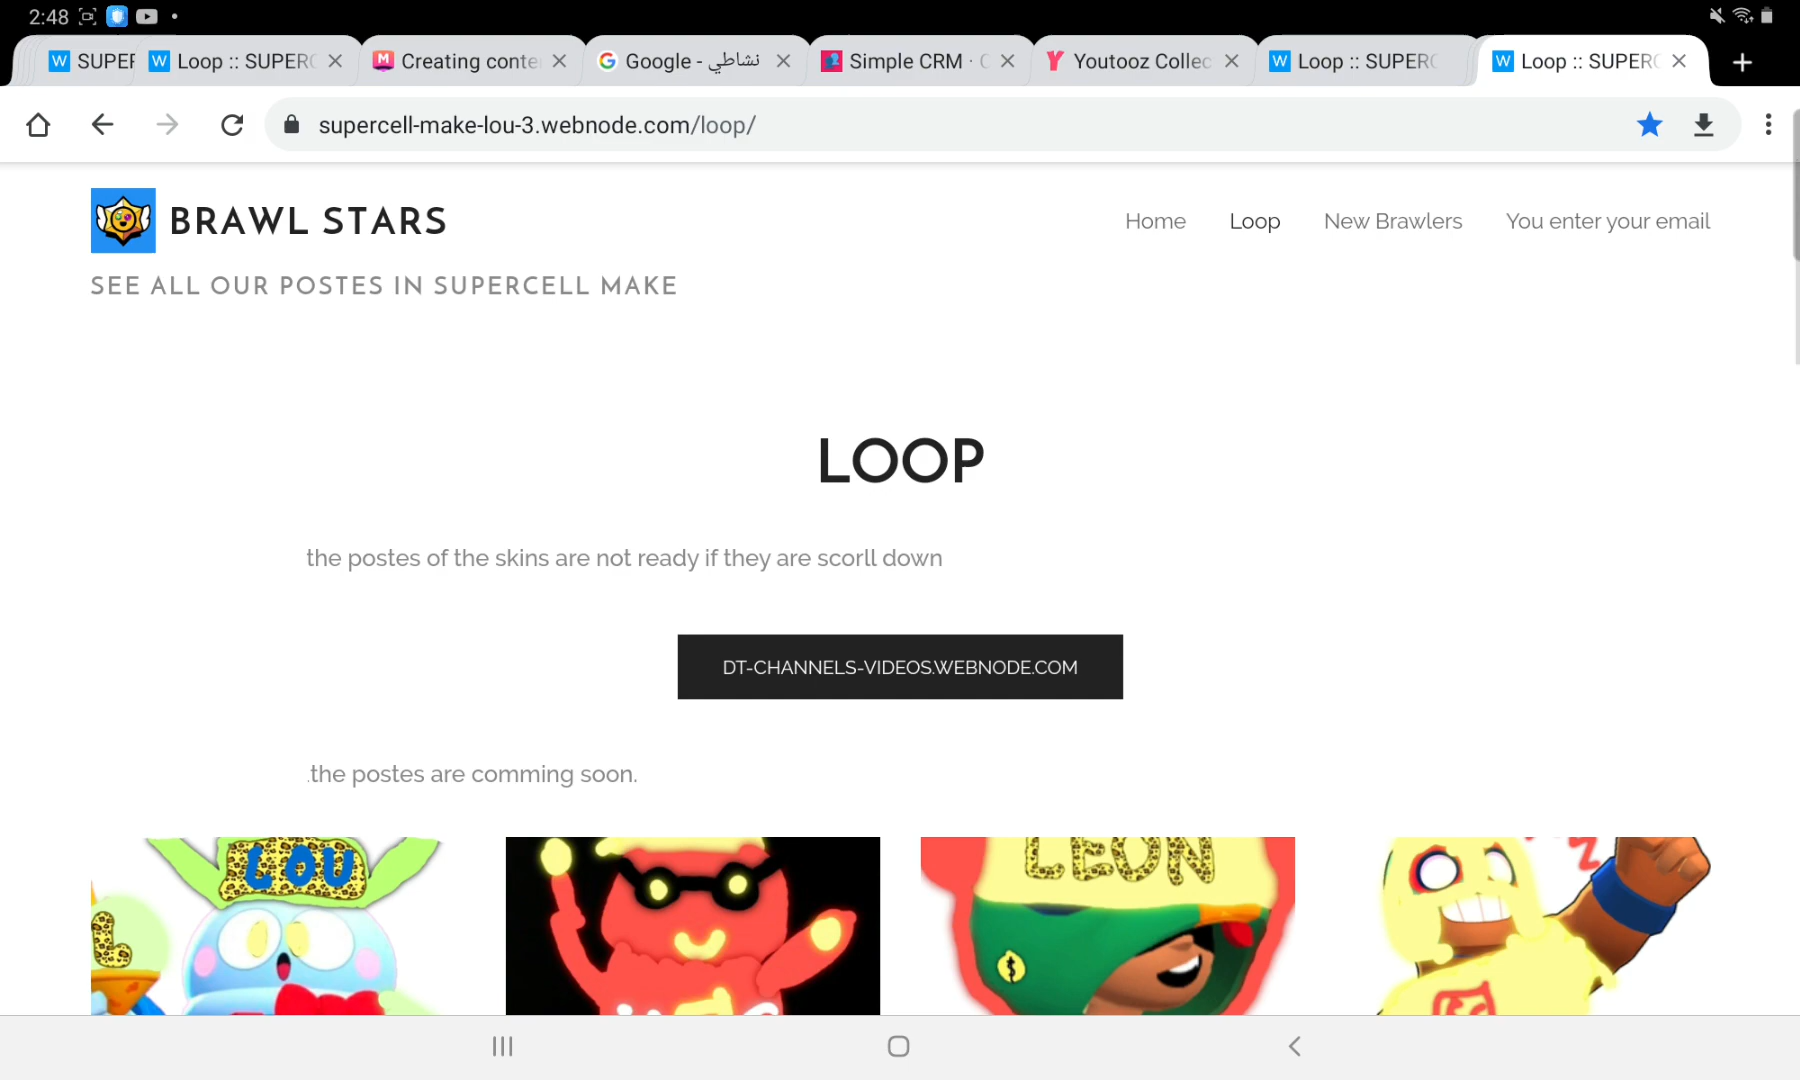 2:48
SUPER
Loop :: SUPERC
Creating conte
Google - نشاطي
Simple CRM · C
Youtooz Collec
Loop :: SUPERC
Loop :: SUPERC
supercell-make-lou-3.webnode.com/loop/
BRAWL STARS
Home
Loop
New Brawlers
You enter your email
SEE ALL OUR POSTES IN SUPERCELL MAKE
LOOP
the postes of the skins are not ready if they are scorll down
DT-CHANNELS-VIDEOS.WEBNODE.COM
.the postes are comming soon.
LOU
L
LEON
$
Z